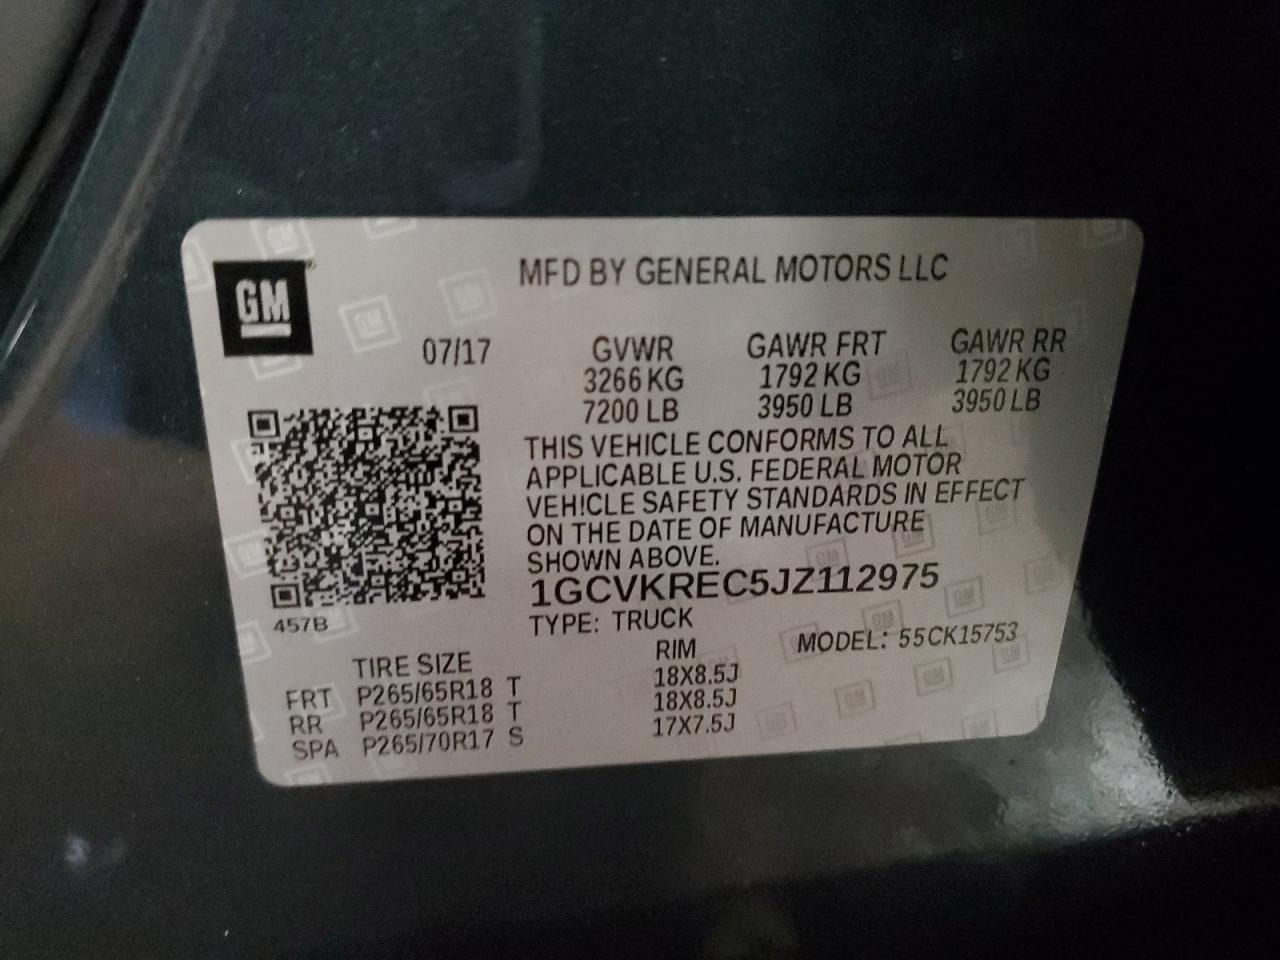 GM
MFD BY GENERAL MOTORS LLC
07/17 GVWR GAWR FRT GAWR RR
3266 KG 1792 KG 1792 KG
7200 LB 3950 LB 3950 LB
THIS VEHICLE CONFORMS TO ALL
APPLICABLE U.S. FEDERAL MOTOR
VEHICLE SAFETY STANDARDS IN EFFECT
ON THE DATE OF MANUFACTURE
SHOWN ABOVE.
1GCVKREC5JZ112975
457B
TYPE: TRUCK
MODEL: 55CK15753
TIRE SIZE RIM
FRT P265/65R18 T 18X8.5J
RR P265/65R18 T 18X8.5J
SPA P265/70R17 S 17X7.5J